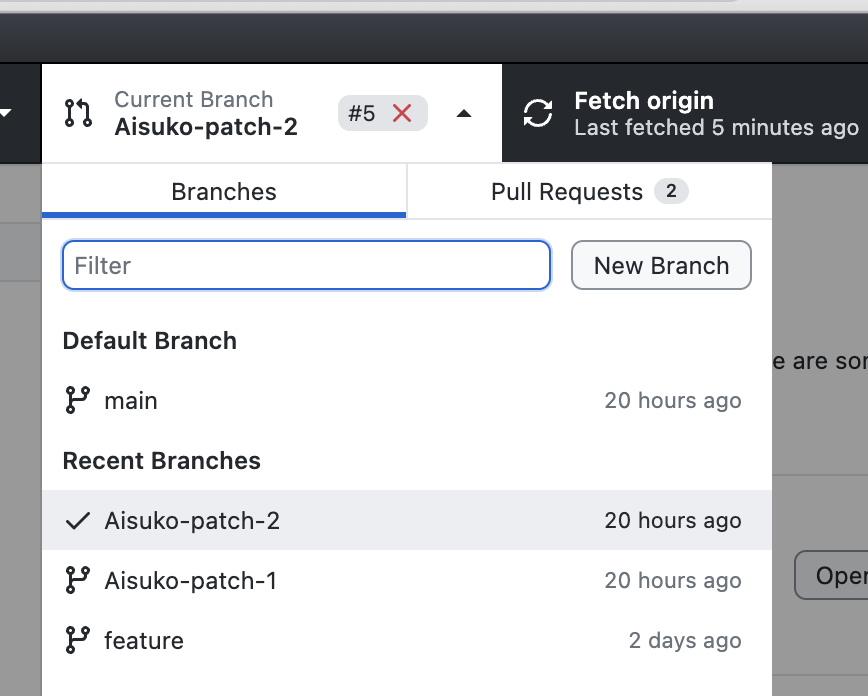 Current Branch
Aisuko-patch-2
#5
Fetch origin
Last fetched 5 minutes ago
Branches
Pull Requests 2
Filter
New Branch
Default Branch
main 20 hours ago
Recent Branches
Aisuko-patch-2 20 hours ago
Aisuko-patch-1 20 hours ago
feature 2 days ago
are